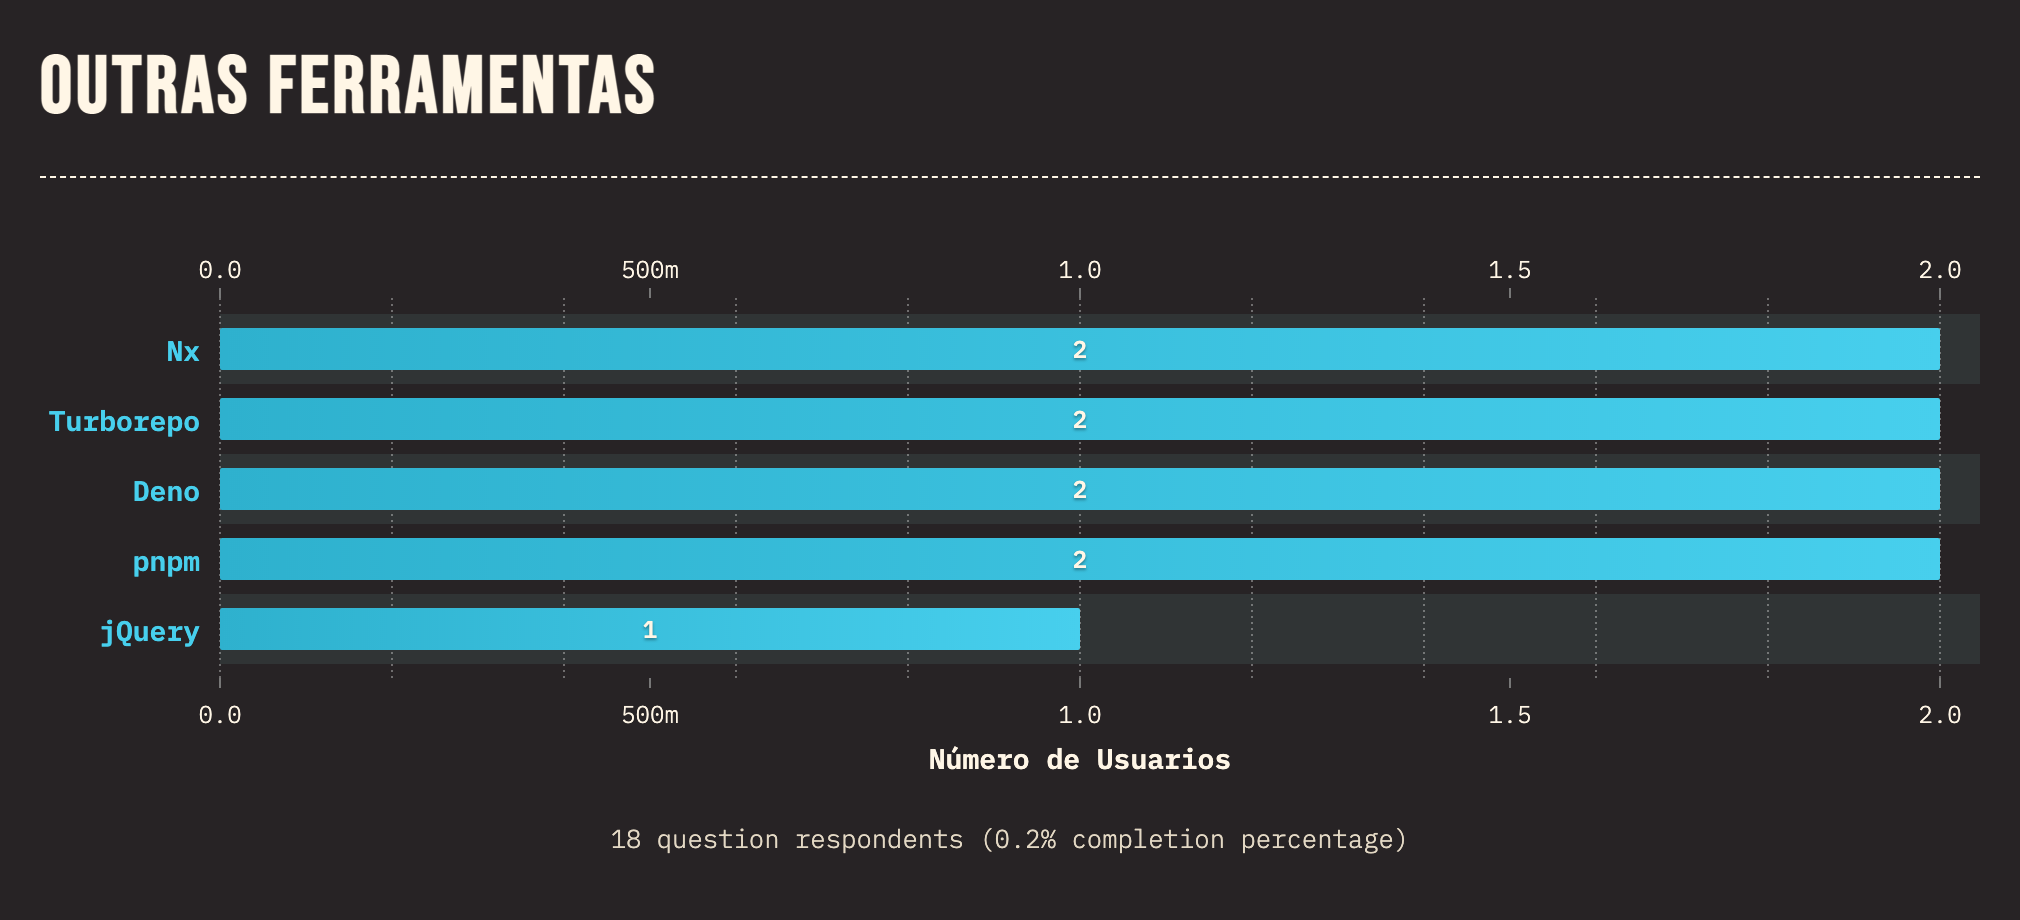 OUTRAS FERRAMENTAS
0.0 500m 1.0 1.5 2.0
Nx 2
Turborepo 2
Deno 2
pnpm 2
jQuery 1
0.0 500m 1.0 1.5 2.0
Número de Usuarios
18 question respondents (0.2% completion percentage)